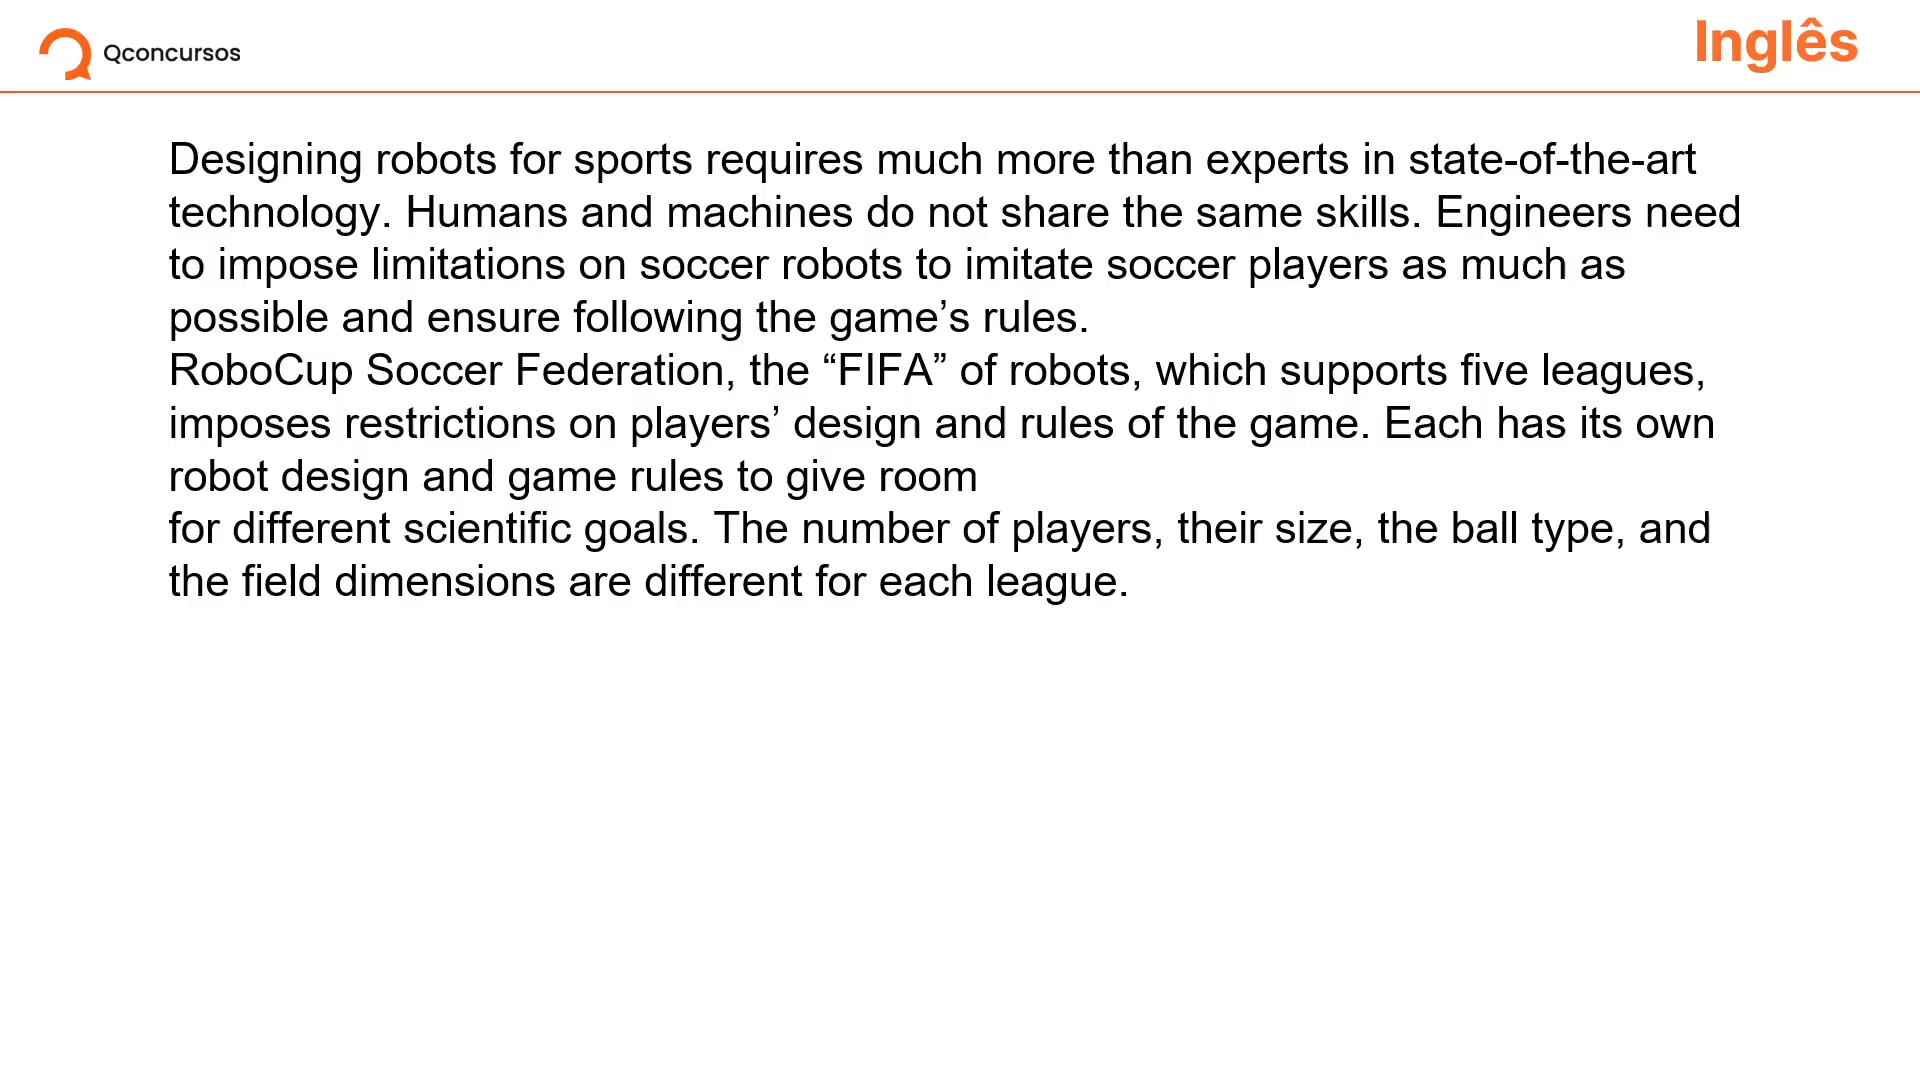 Qconcursos
Inglês
Designing robots for sports requires much more than experts in state-of-the-art
technology. Humans and machines do not share the same skills. Engineers need
to impose limitations on soccer robots to imitate soccer players as much as
possible and ensure following the game’s rules.
RoboCup Soccer Federation, the “FIFA” of robots, which supports five leagues,
imposes restrictions on players’ design and rules of the game. Each has its own
robot design and game rules to give room
for different scientific goals. The number of players, their size, the ball type, and
the field dimensions are different for each league.